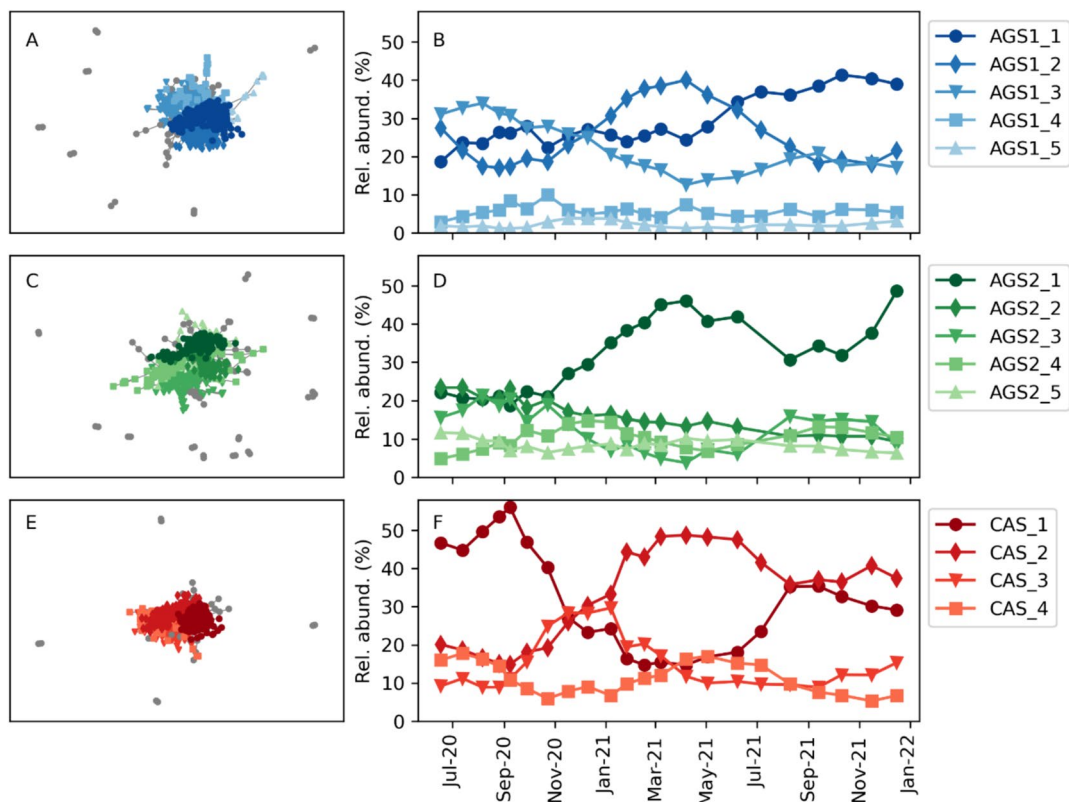 A
B
Rel. abund. (%)
50
40
30
20
10
0
AGS1_1
AGS1_2
AGS1_3
AGS1_4
AGS1_5
C
D
Rel. abund. (%)
50
40
30
20
10
0
AGS2_1
AGS2_2
AGS2_3
AGS2_4
AGS2_5
E
F
Rel. abund. (%)
50
40
30
20
10
0
CAS_1
CAS_2
CAS_3
CAS_4
Jul-20
Sep-20
Nov-20
Jan-21
Mar-21
May-21
Jul-21
Sep-21
Nov-21
Jan-22